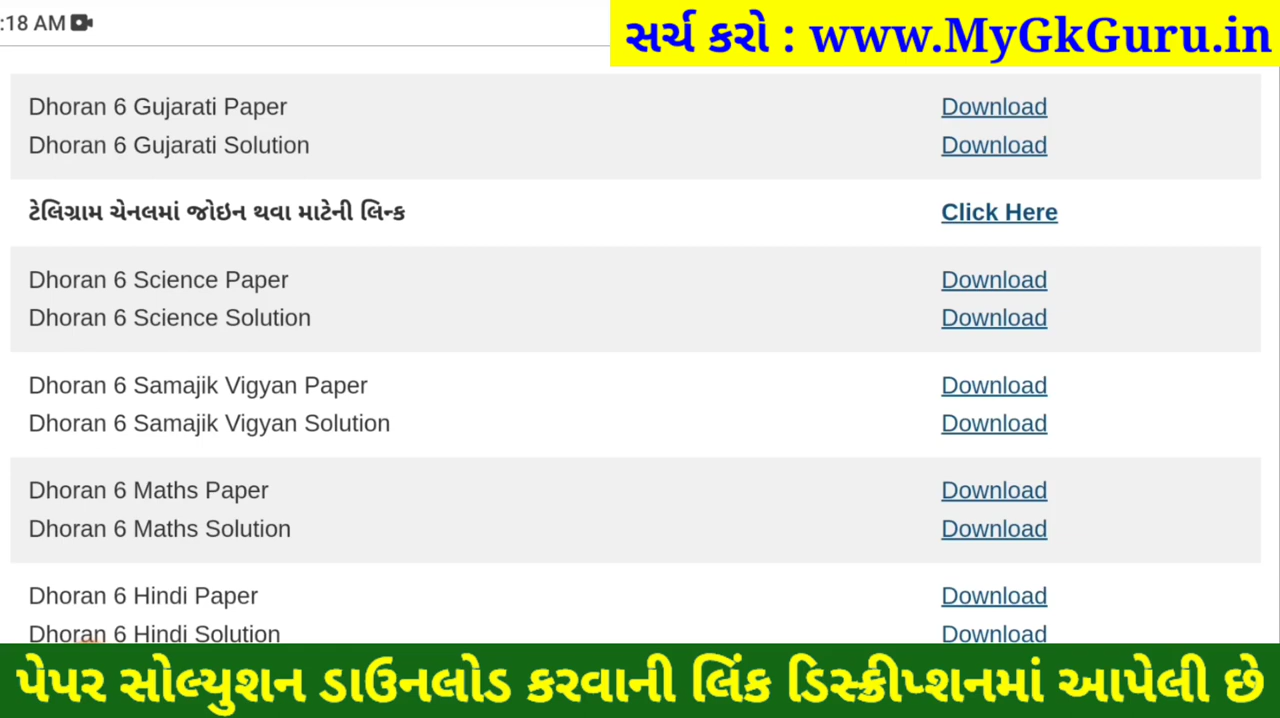 :18 AM
સર્ચ કરો : www.MyGkGuru.in
Dhoran 6 Gujarati Paper Download
Dhoran 6 Gujarati Solution Download
ટેલિગ્રામ ચેનલમાં જોઇન થવા માટેની લિન્ક Click Here
Dhoran 6 Science Paper Download
Dhoran 6 Science Solution Download
Dhoran 6 Samajik Vigyan Paper Download
Dhoran 6 Samajik Vigyan Solution Download
Dhoran 6 Maths Paper Download
Dhoran 6 Maths Solution Download
Dhoran 6 Hindi Paper Download
Dhoran 6 Hindi Solution Download
પેપર સોલ્યુશન ડાઉનલોડ કરવાની લિંક ડિસ્ક્રીપ્શનમાં આપેલી છે